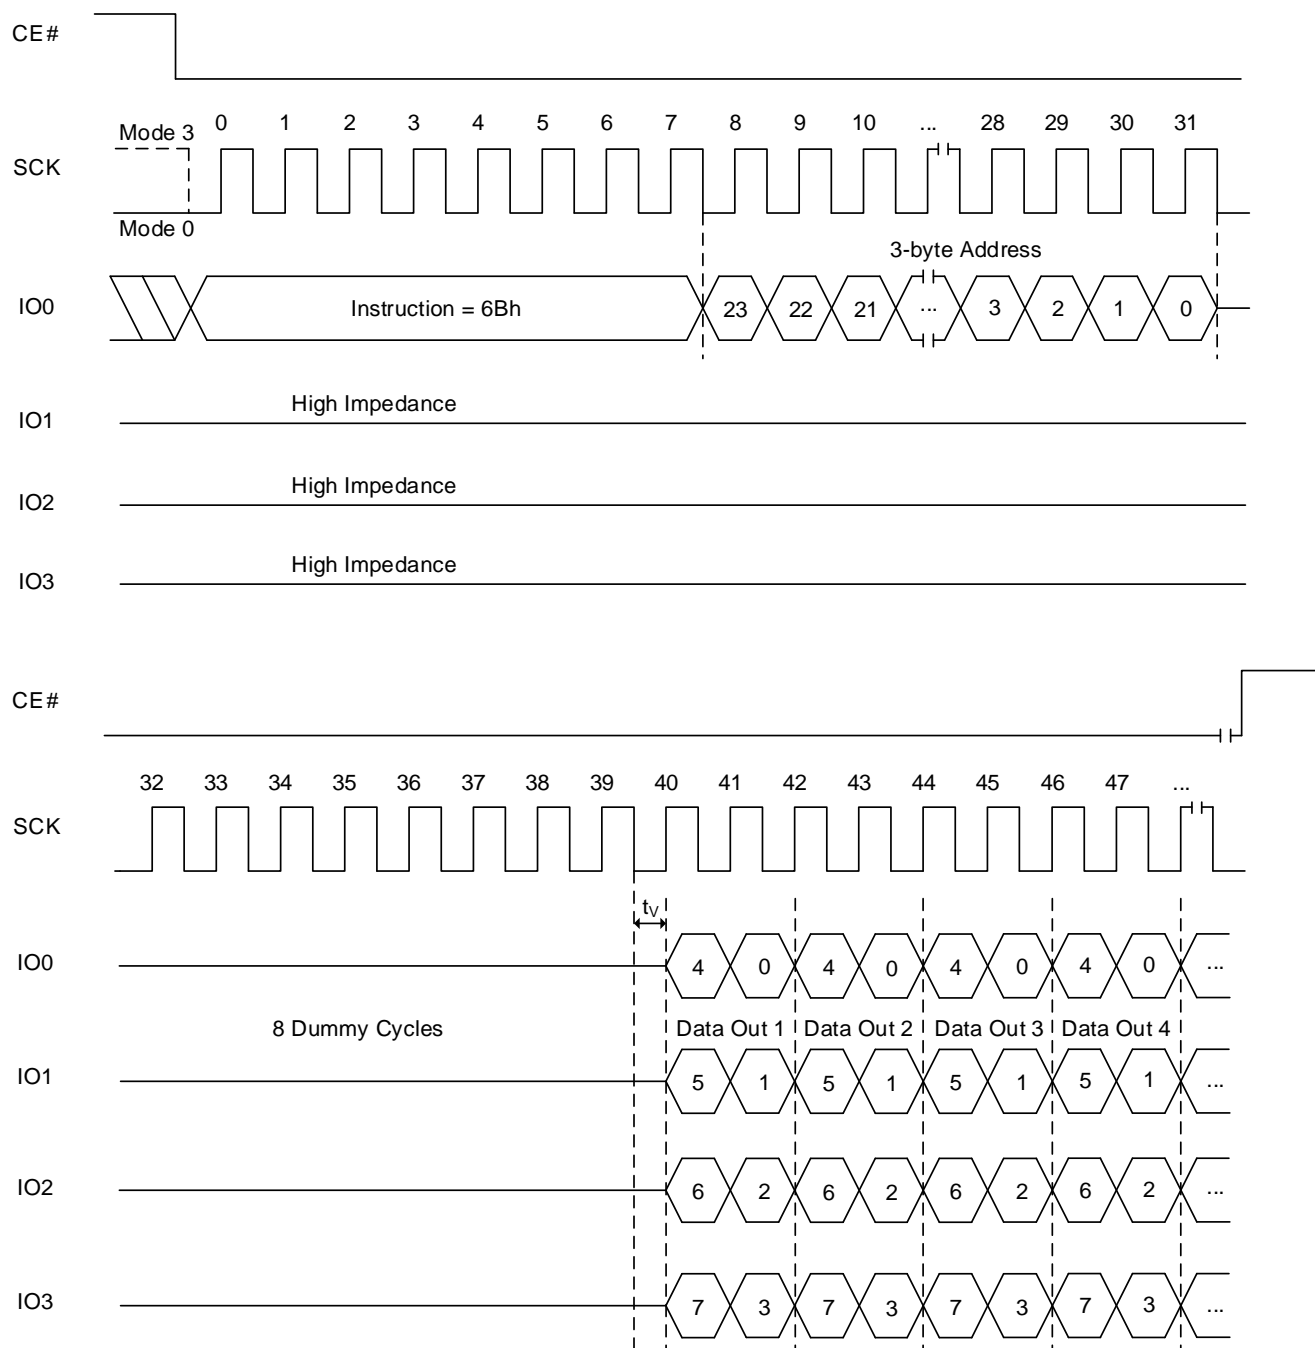 CE#
Mode 3 0 1 2 3 4 5 6 7 8 9 10 ... 28 29 30 31
SCK
Mode 0
3-byte Address
IO0 Instruction = 6Bh 23 22 21 ... 3 2 1 0
High Impedance
IO1
High Impedance
IO2
High Impedance
IO3
CE#
32 33 34 35 36 37 38 39 40 41 42 43 44 45 46 47 ...
SCK
tV
IO0 4 0 4 0 4 0 4 0 ...
8 Dummy Cycles Data Out 1 Data Out 2 Data Out 3 Data Out 4
IO1 5 1 5 1 5 1 5 1 ...
IO2 6 2 6 2 6 2 6 2 ...
IO3 7 3 7 3 7 3 7 3 ...